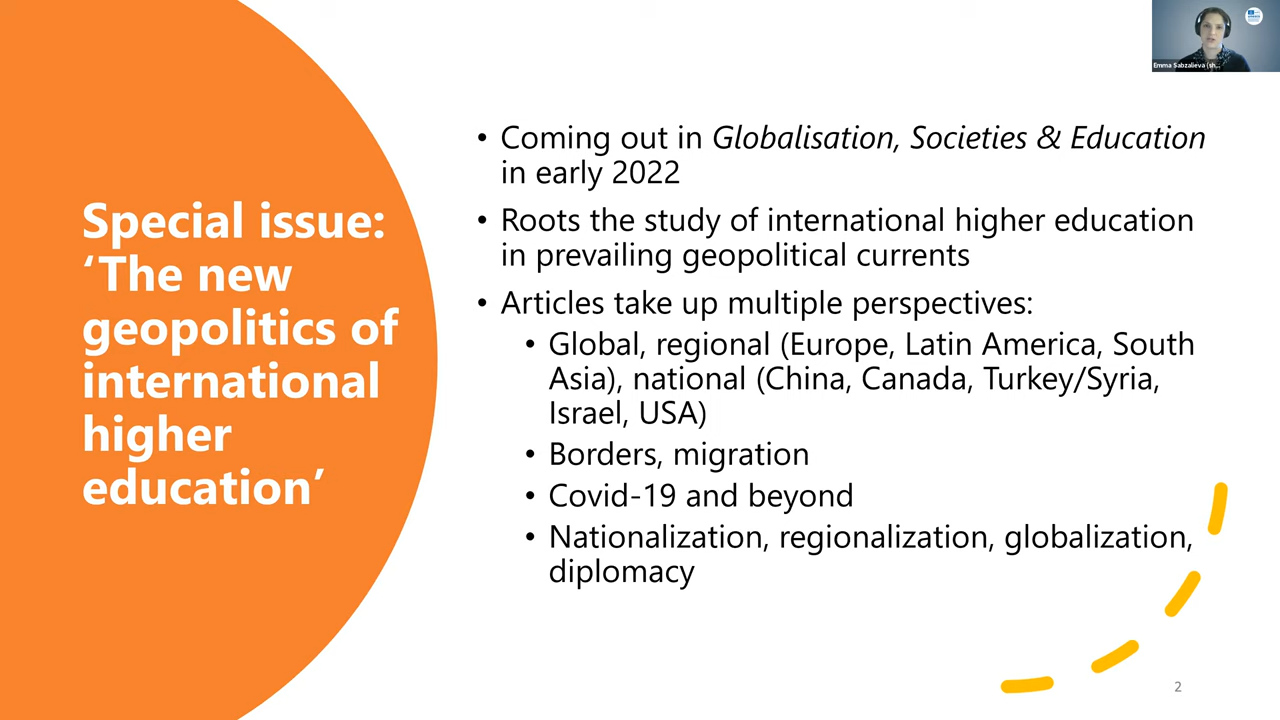 Emma Sabzalieva (sh...
Special issue:
‘The new
geopolitics of
international
higher
education’
• Coming out in Globalisation, Societies & Education
in early 2022
• Roots the study of international higher education
in prevailing geopolitical currents
• Articles take up multiple perspectives:
• Global, regional (Europe, Latin America, South
Asia), national (China, Canada, Turkey/Syria,
Israel, USA)
• Borders, migration
• Covid-19 and beyond
• Nationalization, regionalization, globalization,
diplomacy
2